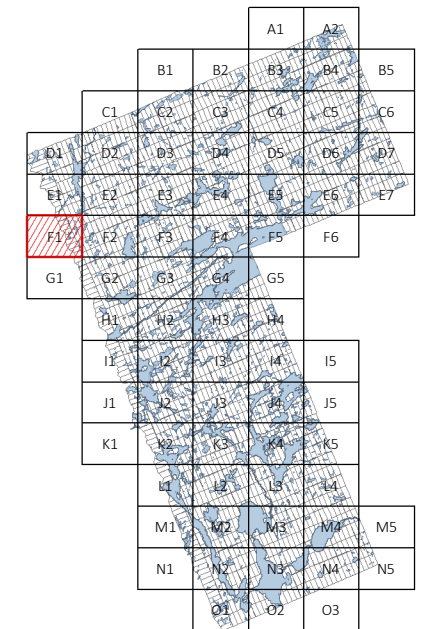 A1 A2
B1 B2 B3 B4 B5
C1 C2 C3 C4 C5 C6
D1 D2 D3 D4 D5 D6 D7
E1 E2 E3 E4 E5 E6 E7
F1 F2 F3 F4 F5 F6
G1 G2 G3 G4 G5
H1 H2 H3 H4
I1 I2 I3 I4 I5
J1 J2 J3 J4 J5
K1 K2 K3 K4 K5
L1 L2 L3 L4
M1 M2 M3 M4 M5
N1 N2 N3 N4 N5
O1 O2 O3